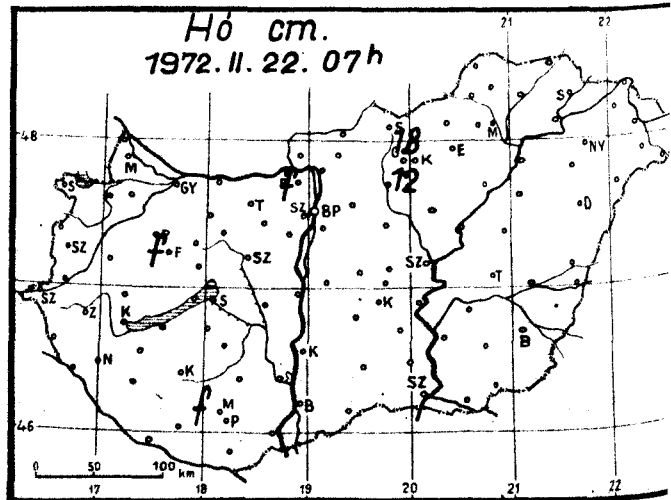 Hó cm.
1972. II. 22. 07ʰ
21 22
48
S S
18
M
K E NY
M
12
S GY
T SZ BP D
SZ F
SZ SZ T
SZ
Z K S K
B
N K K
SZ
M B
P
46
0 50 100 km
17 18 19 20 21 22